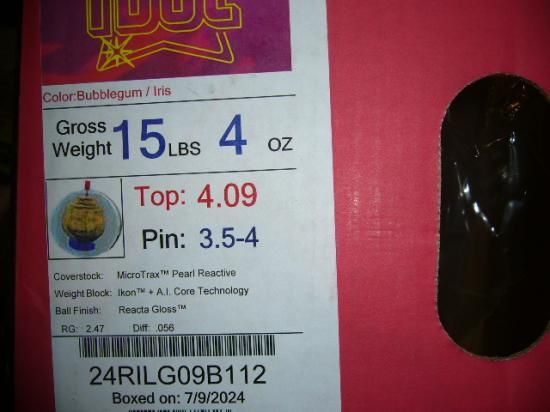 IDOL
Color:Bubblegum / Iris
Gross Weight 15 LBS 4 OZ
Top: 4.09
Pin: 3.5-4
Coverstock: MicroTrax™ Pearl Reactive
Weight Block: Ikon™ + A.I. Core Technology
Ball Finish: Reacta Gloss™
RG: 2.47 Diff: .056
24RILG09B112
Boxed on: 7/9/2024